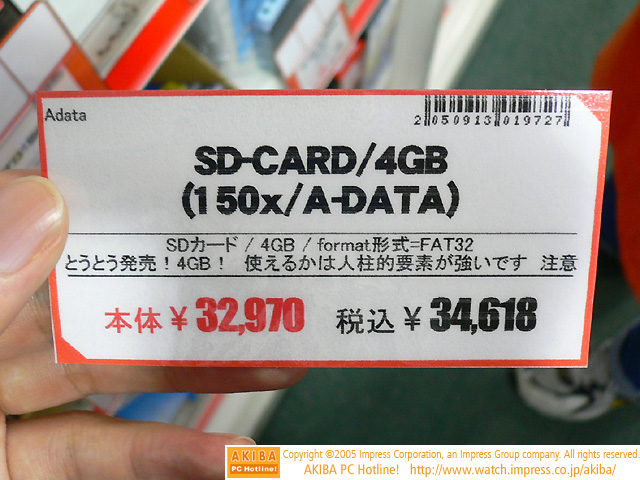 Adata
2 050913 019727
SD-CARD/4GB
(150x/A-DATA)
SDカード / 4GB / format形式=FAT32
とうとう発売！4GB！ 使えるかは人柱的要素が強いです 注意
本体￥32,970 税込￥34,618
AKIBA
PC Hotline!
Copyright ©2005 Impress Corporation, an Impress Group company. All rights reserved.
AKIBA PC Hotline! http://www.watch.impress.co.jp/akiba/